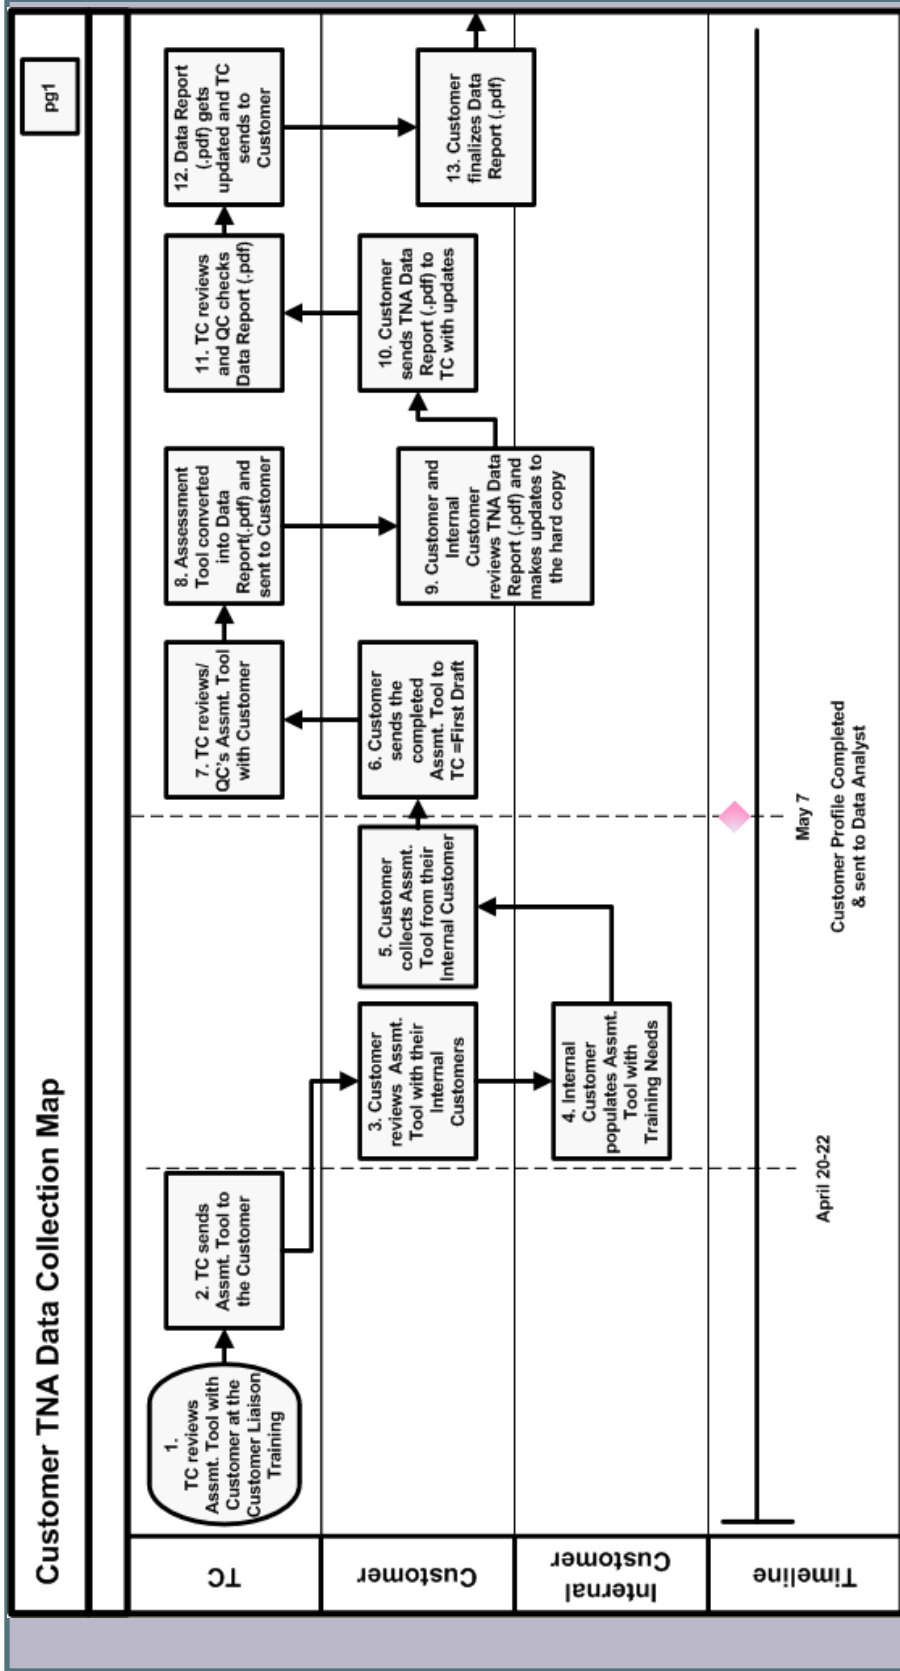 Customer TNA Data Collection Map
pg1
TC
1.
TC reviews
Assmt. Tool with
Customer at the
Customer Liaison
Training
2. TC sends
Assmt. Tool to
the Customer
7. TC reviews/
QC's Assmt. Tool
with Customer
8. Assessment
Tool converted
into Data
Report(.pdf) and
sent to Customer
11. TC reviews
and QC checks
Data Report (.pdf)
12. Data Report
(.pdf) gets
updated and TC
sends to
Customer
Customer
3. Customer
reviews Assmt.
Tool with their
Internal
Customers
5. Customer
collects Assmt.
Tool from their
Internal Customer
6. Customer
sends the
completed
Assmt. Tool to
TC =First Draft
9. Customer and
Internal
Customer
reviews TNA Data
Report (.pdf) and
makes updates to
the hard copy
10. Customer
sends TNA Data
Report (.pdf) to
TC with updates
13. Customer
finalizes Data
Report (.pdf)
Internal
Customer
4. Internal
Customer
populates Assmt.
Tool with
Training Needs
Timeline
April 20-22
May 7
Customer Profile Completed
& sent to Data Analyst